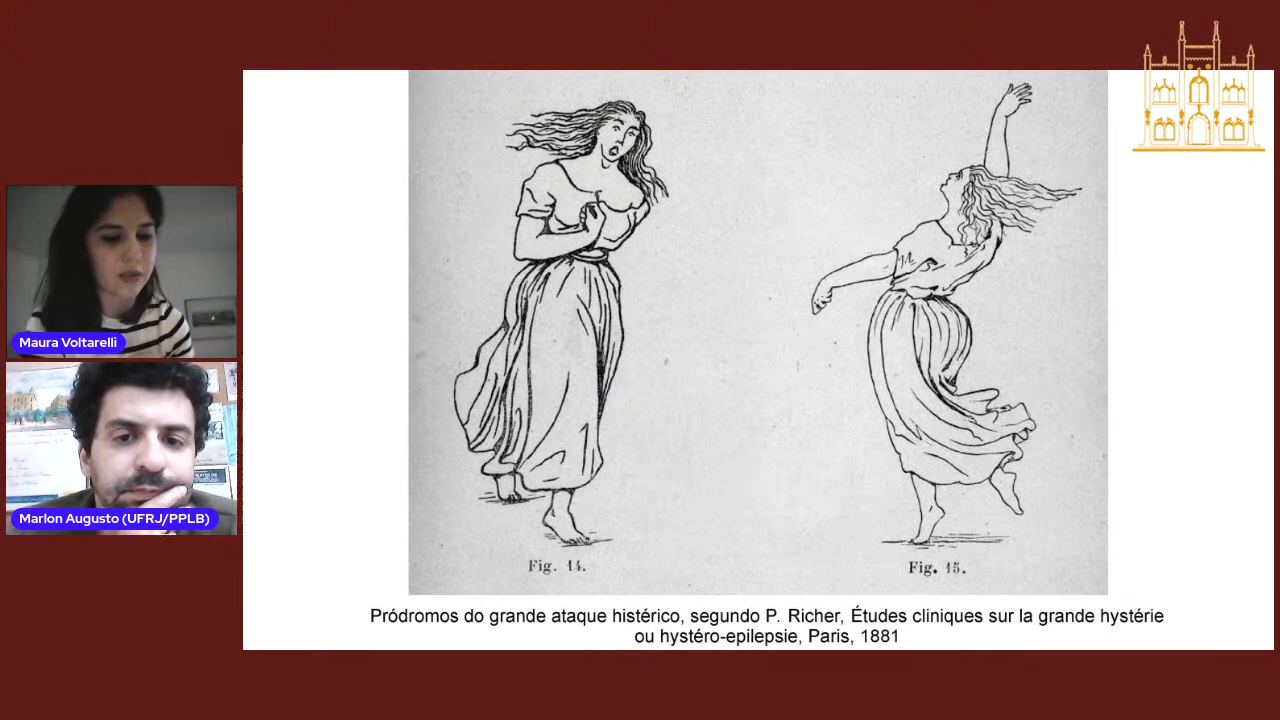 Maura Voltarelli
Marlon Augusto (UFRJ/PPLB)
Fig. 14.
Fig. 15.
Pródromos do grande ataque histérico, segundo P. Richer, Études cliniques sur la grande hystérie
ou hystéro-epilepsie, Paris, 1881